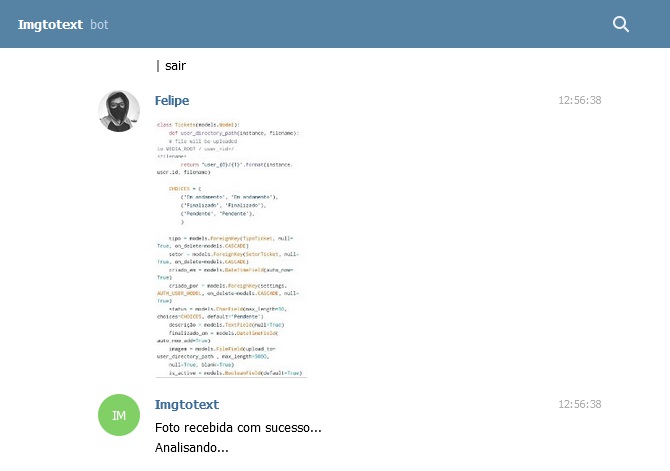 Imgtotext bot
| sair
Felipe 12:56:38
class Tickets(models.Model):
def user_directory_path(instance, filename):
# file will be uploaded
to MEDIA_ROOT / user_<id>/
<filename>
return 'user_{0}/{1}'.format(instance.
user.id, filename)
CHOICES = (
('Em andamento', 'Em andamento'),
('Finalizado', 'Finalizado'),
('Pendente', 'Pendente'),
)
tipo = models.ForeignKey(TipoTicket, null=
True, on_delete=models.CASCADE)
setor = models.ForeignKey(SetorTicket, null=
True, on_delete=models.CASCADE)
criado_em = models.DateTimeField(auto_now=
True)
criado_por = models.ForeignKey(settings.
AUTH_USER_MODEL, on_delete=models.CASCADE, null=
True)
status = models.CharField(max_length=50,
choices=CHOICES, default='Pendente')
descrição = models.TextField(null=True)
finalizado_em = models.DateTimeField(
auto_now_add=True)
imagem = models.FileField(upload_to=
user_directory_path , max_length=5000,
null=True, blank=True)
is_active = models.BooleanField(default=True)
IM
Imgtotext 12:56:38
Foto recebida com sucesso...
Analisando...